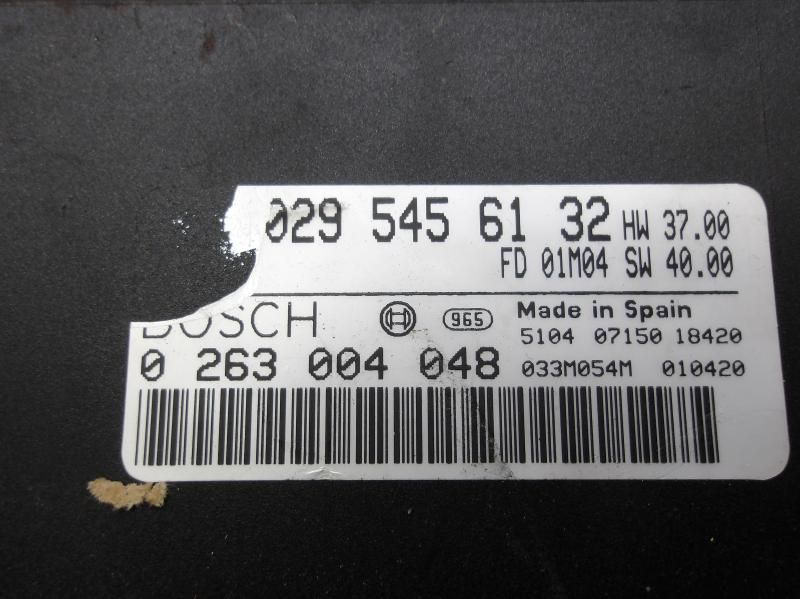 029 545 61 32 HW 37.00
FD 01M04 SW 40.00
BOSCH 965 Made in Spain
5104 07150 18420
0 263 004 048 033M054M 010420